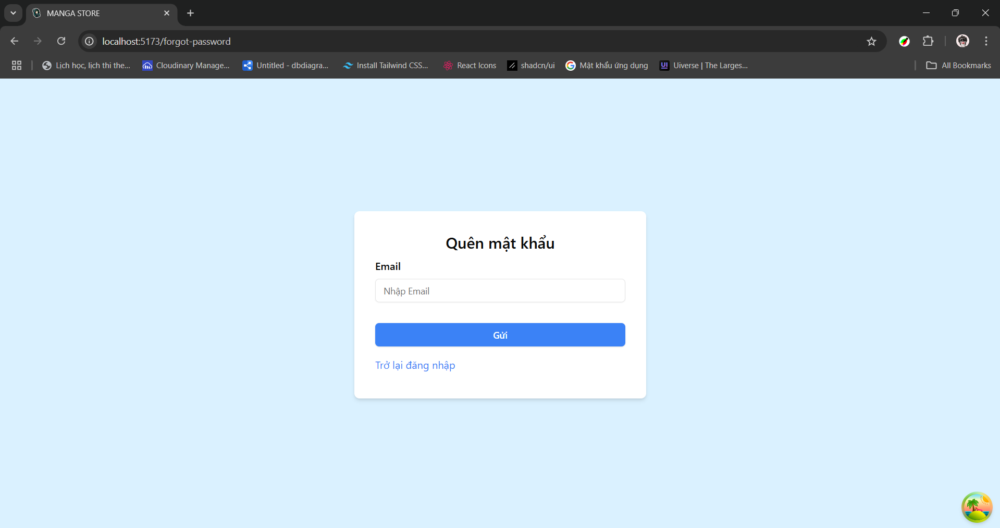 MANGA STORE
localhost:5173/forgot-password
Lịch học, lịch thi the... Cloudinary Manage... Untitled - dbdiagra... Install Tailwind CSS... React Icons shadcn/ui Mật khẩu ứng dụng UI Uiverse | The Larges... All Bookmarks
Quên mật khẩu
Email
Nhập Email
Gửi
Trở lại đăng nhập